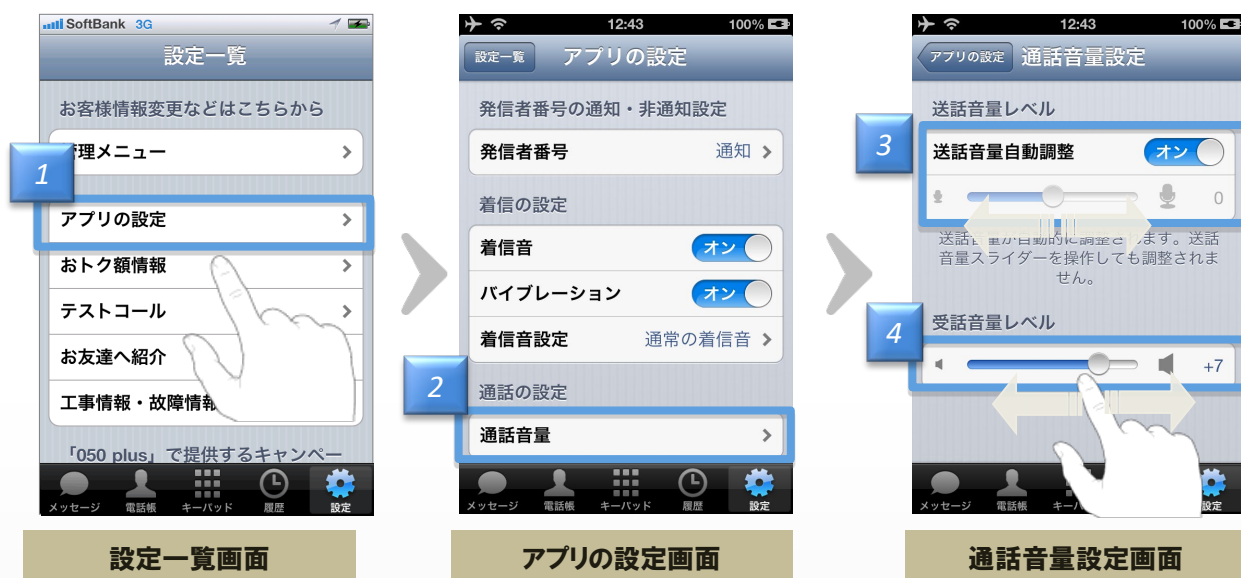 SoftBank 3G
設定一覧
お客様情報変更などはこちらから
理メニュー
1
アプリの設定
おトク額情報
テストコール
お友達へ紹介
工事情報・故障情報
「050 plus」で提供するキャンペー
メッセージ 電話帳 キーパッド 履歴 設定
設定一覧画面
12:43 100%
設定一覧 アプリの設定
発信者番号の通知・非通知設定
発信者番号 通知
着信の設定
着信音 オン
バイブレーション オン
着信音設定 通常の着信音
2
通話の設定
通話音量
メッセージ 電話帳 キーパッド 履歴 設定
アプリの設定画面
12:43 100%
アプリの設定 通話音量設定
送話音量レベル
3
送話音量自動調整 オン
0
送話音量が自動的に調整されます。送話
音量スライダーを操作しても調整されま
せん。
受話音量レベル
4
+7
メッセージ 電話帳 キー 設定
通話音量設定画面